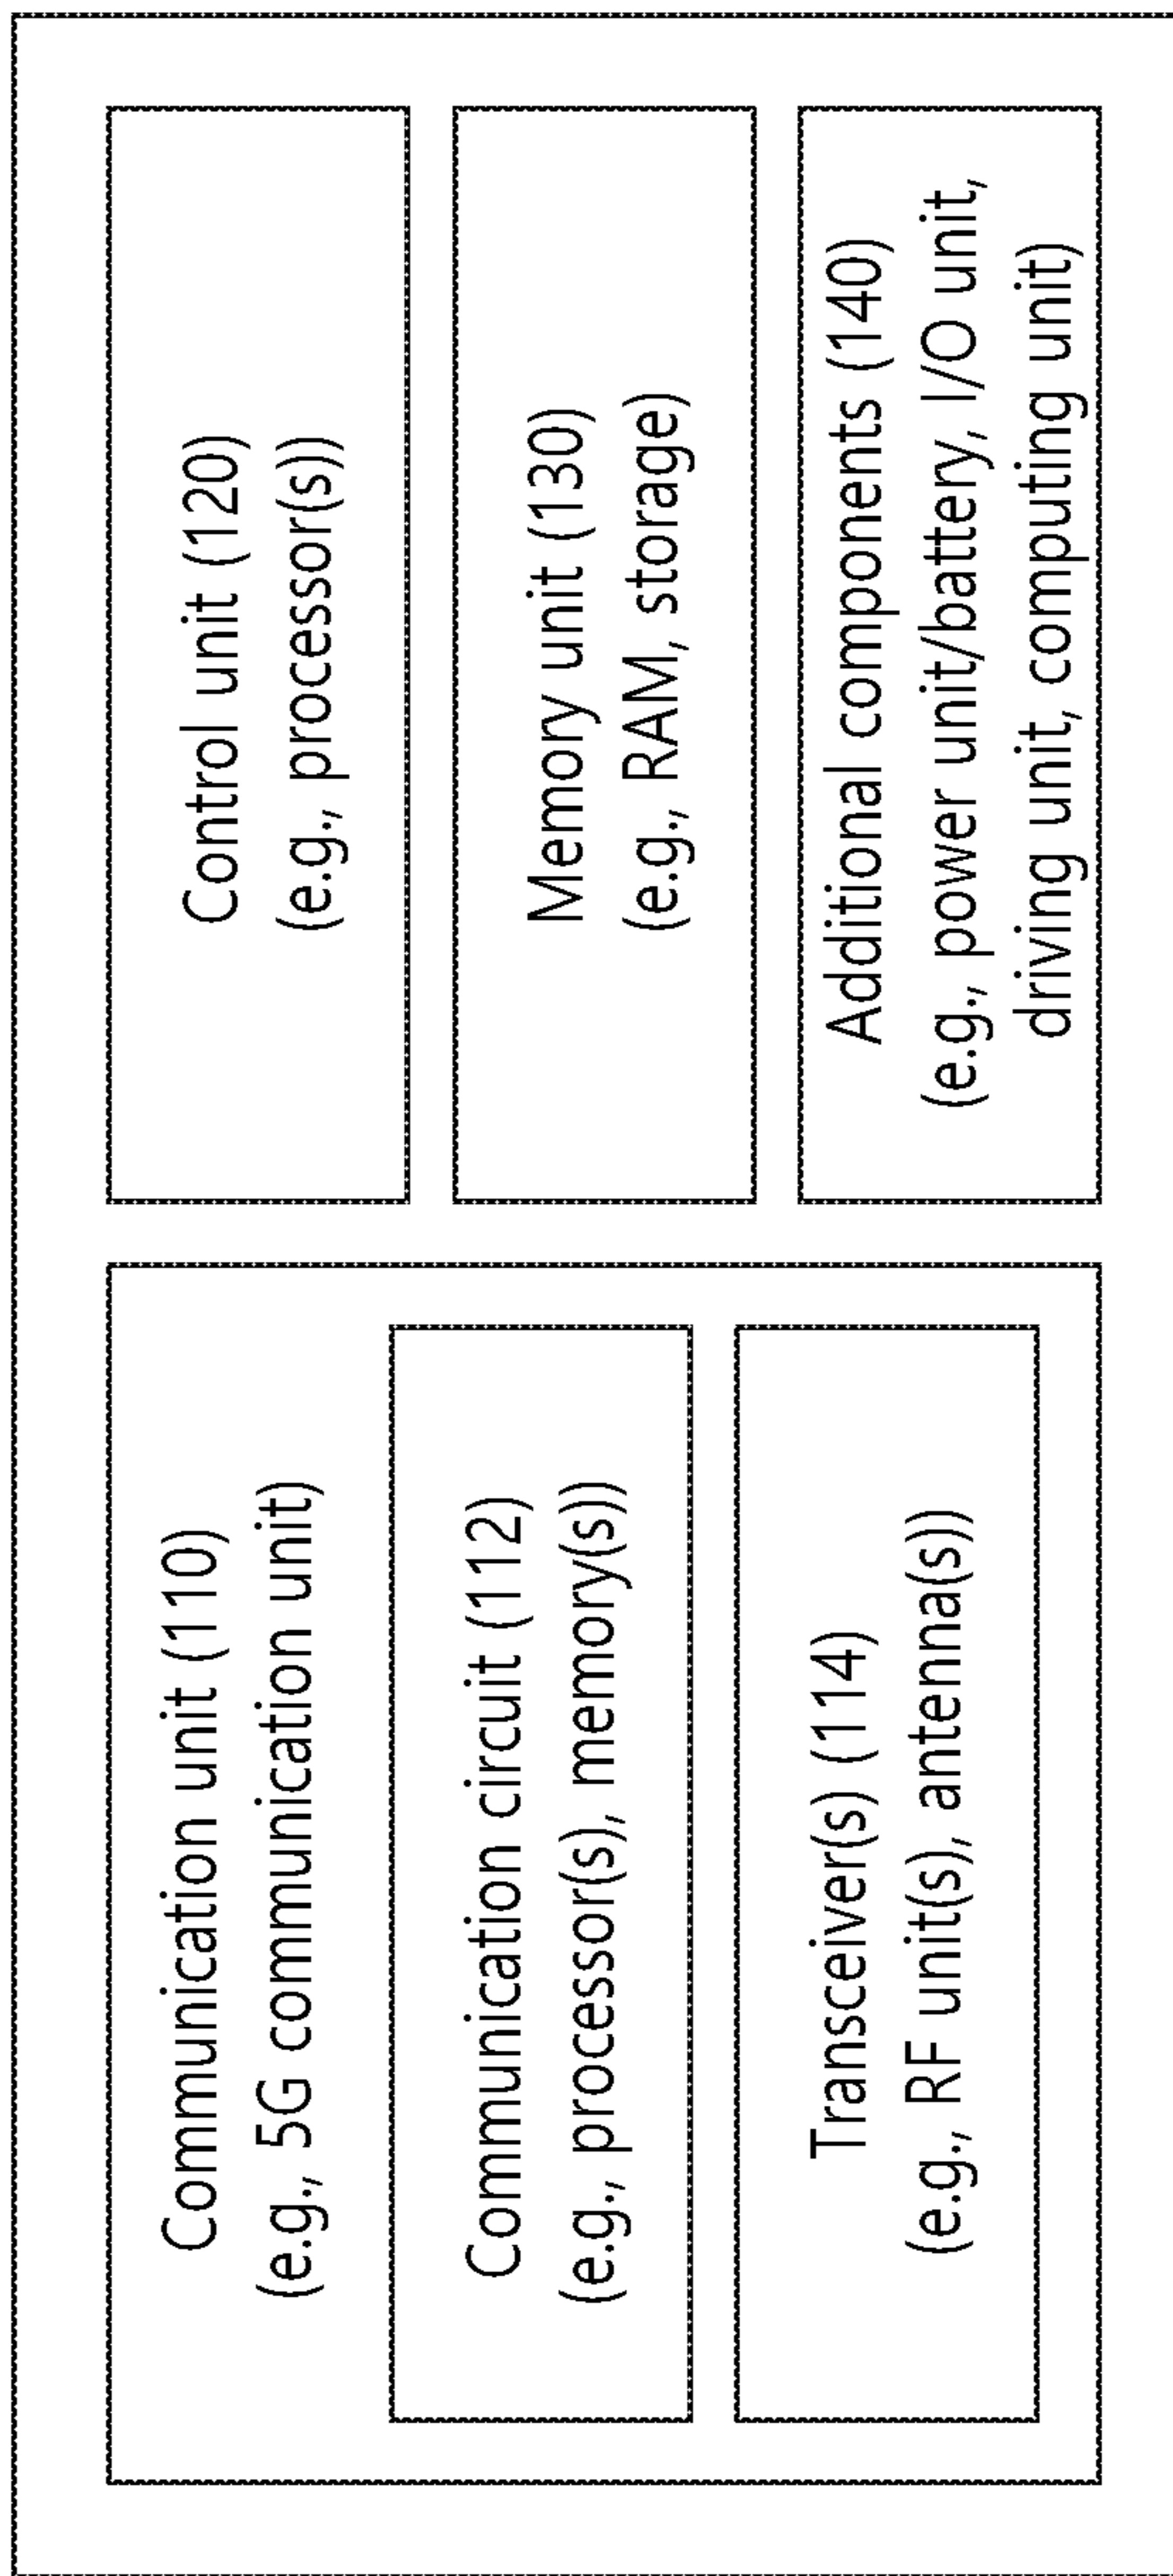 Communication unit (110)
(e.g., 5G communication unit)
Communication circuit (112)
(e.g., processor(s), memory(s))
Transceiver(s) (114)
(e.g., RF unit(s), antenna(s))
Control unit (120)
(e.g., processor(s))
Memory unit (130)
(e.g., RAM, storage)
Additional components (140)
(e.g., power unit/battery, I/O unit,
driving unit, computing unit)